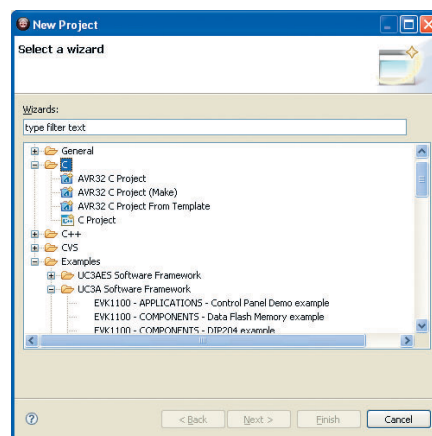 New Project
Select a wizard
Wizards:
type filter text
General
C
AVR32 C Project
AVR32 C Project (Make)
AVR32 C Project From Template
C Project
C++
CVS
Examples
UC3AES Software Framework
UC3A Software Framework
EVK1100 - APPLICATIONS - Control Panel Demo example
EVK1100 - COMPONENTS - Data Flash Memory example
EVK1100 - COMPONENTS - DIP204 example
< Back Next > Finish Cancel